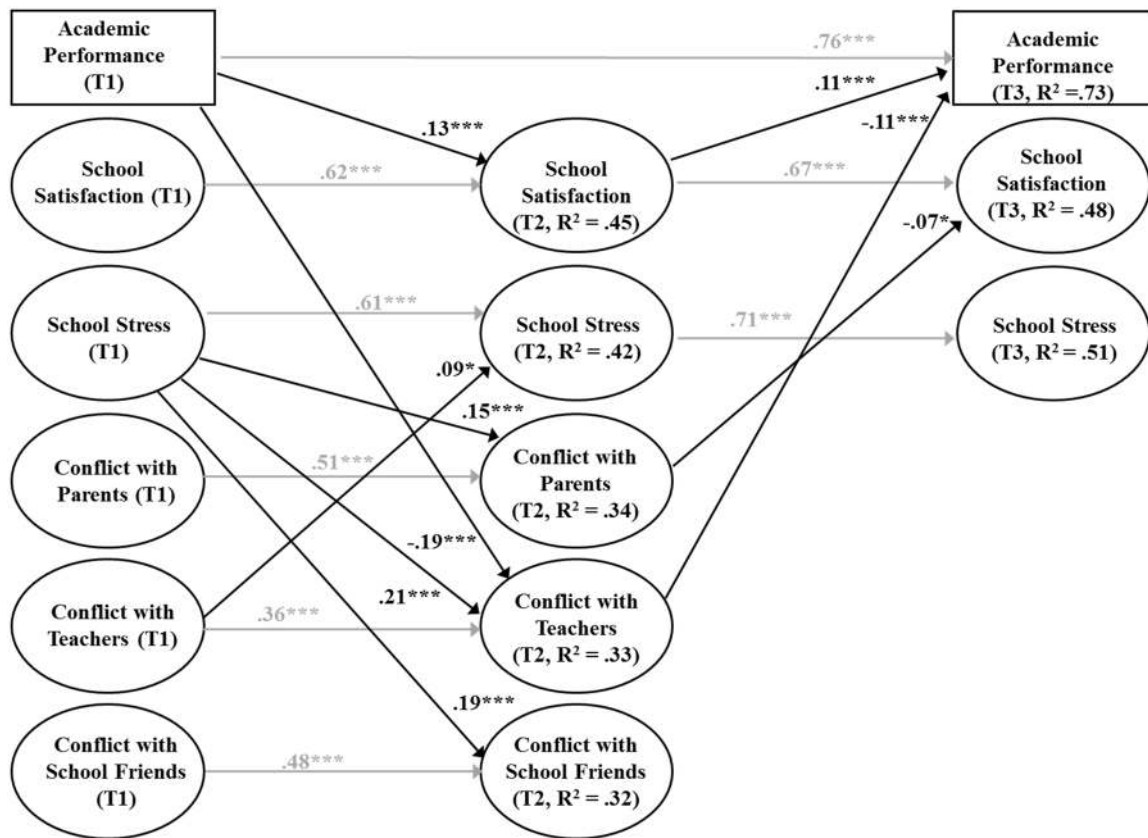 Academic
Performance
(T1)
.76***
Academic
Performance
(T3, R² =.73)
.11***
-.11***
.13***
School
Satisfaction (T1)
.62***
School
Satisfaction
(T2, R² = .45)
.67***
School
Satisfaction
(T3, R² = .48)
-.07*
School Stress
(T1)
.61***
School Stress
(T2, R² = .42)
.71***
School Stress
(T3, R² = .51)
.09*
.15***
Conflict with
Parents (T1)
.51***
Conflict with
Parents
(T2, R² = .34)
-.19***
.21***
Conflict with
Teachers (T1)
.36***
Conflict with
Teachers
(T2, R² = .33)
.19***
Conflict with
School Friends
(T1)
.48***
Conflict with
School Friends
(T2, R² = .32)